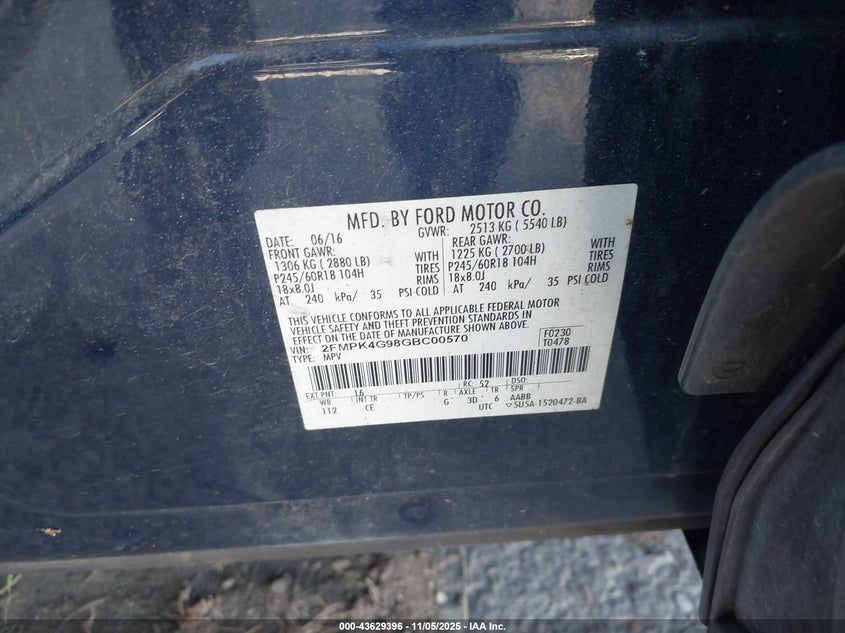 MFD. BY FORD MOTOR CO.
DATE: 06/16 GVWR: 2513 KG ( 5540 LB)
FRONT GAWR: REAR GAWR:
1306 KG ( 2880 LB) WITH 1225 KG ( 2700 LB) WITH
P245/60R18 104H TIRES P245/60R18 104H TIRES
18x8.0J RIMS 18x8.0J RIMS
AT 240 kPa/ 35 PSI COLD AT 240 kPa/ 35 PSI COLD
THIS VEHICLE CONFORMS TO ALL APPLICABLE FEDERAL MOTOR
VEHICLE SAFETY AND THEFT PREVENTION STANDARDS IN
EFFECT ON THE DATE OF MANUFACTURE SHOWN ABOVE.
VIN: 2FMPK4G98GBC00570 F0230
TYPE: MPV T0478
EXT PNT: L6 RC: 52 DSO:
WB INT TR TP/PS R AXLE TR SPR
112 CE G 3D 6 AABB
UTC ▽5U5A-1520472-BA
000-43629396 - 11/05/2025 - IAA Inc.